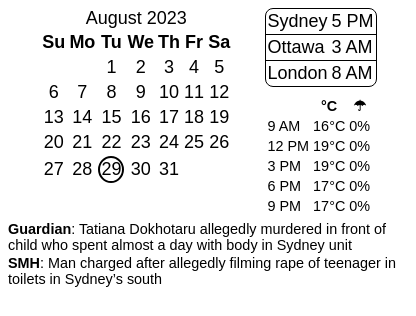 August 2023
Su Mo Tu We Th Fr Sa
1 2 3 4 5
6 7 8 9 10 11 12
13 14 15 16 17 18 19
20 21 22 23 24 25 26
27 28 29 30 31
Sydney 5 PM
Ottawa 3 AM
London 8 AM
°C ☂
9 AM 16°C 0%
12 PM 19°C 0%
3 PM 19°C 0%
6 PM 17°C 0%
9 PM 17°C 0%
Guardian: Tatiana Dokhotaru allegedly murdered in front of
child who spent almost a day with body in Sydney unit
SMH: Man charged after allegedly filming rape of teenager in
toilets in Sydney’s south